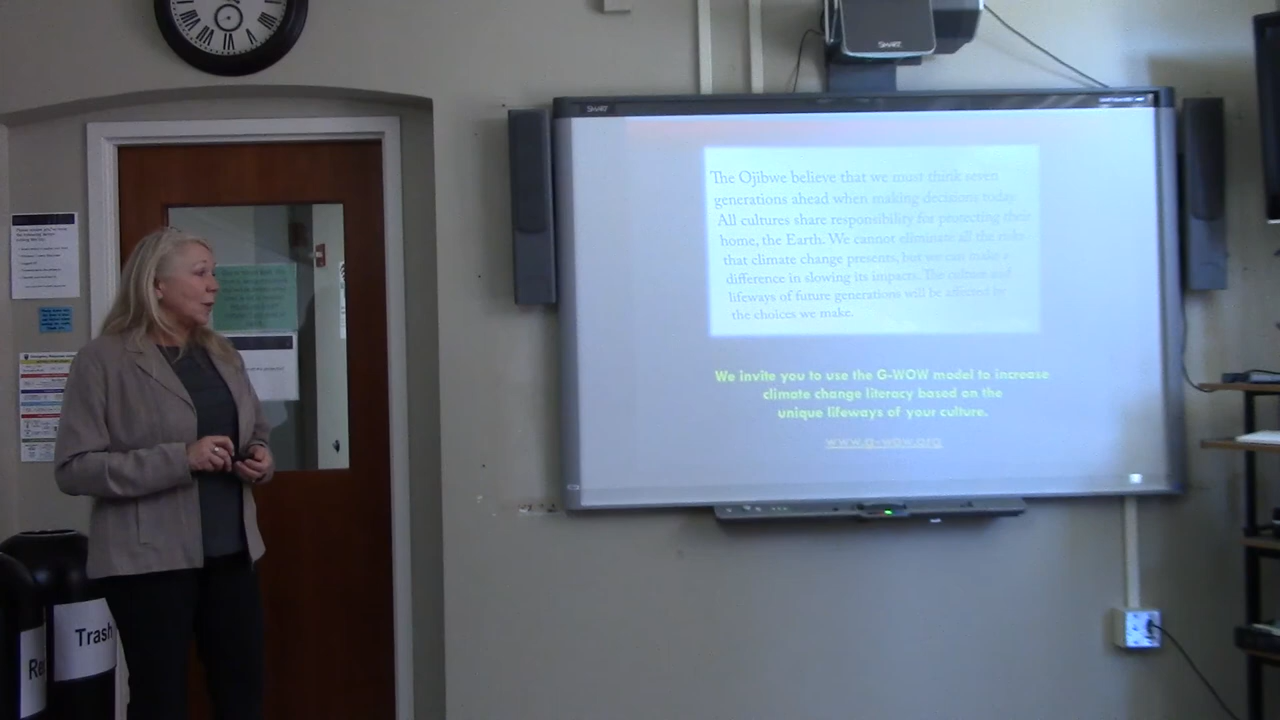 SMART
SMART
The Ojibwe believe that we must think seven
generations ahead when making decisions today.
All cultures share responsibility for protecting their
home, the Earth. We cannot eliminate all the risks
that climate change presents, but we can make a
difference in slowing its impacts. The culture and
lifeways of future generations will be affected by
the choices we make.
We invite you to use the G-WOW model to increase
climate change literacy based on the
unique lifeways of your culture.
www.g-wow.org
Trash
Re